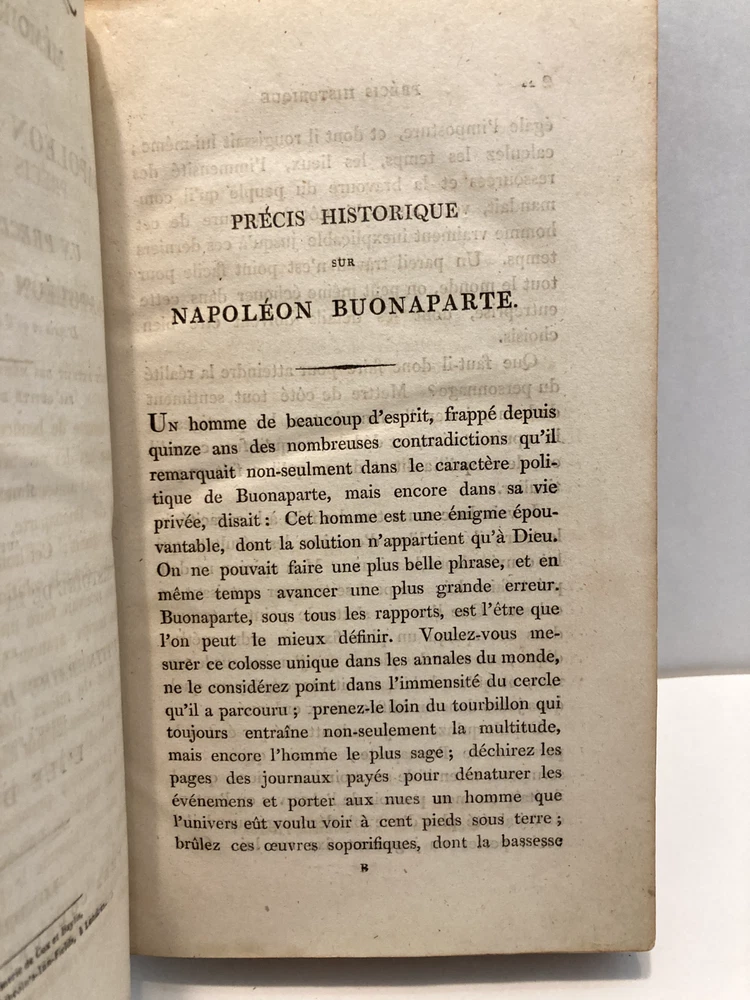 PRÉCIS HISTORIQUE
SUR
NAPOLÉON BUONAPARTE.
UN homme de beaucoup d'esprit, frappé depuis
quinze ans des nombreuses contradictions qu'il
remarquait non-seulment dans le caractère poli-
tique de Buonaparte, mais encore dans sa vie
privée, disait : Cet homme est une énigme épou-
vantable, dont la solution n'appartient qu'à Dieu.
On ne pouvait faire une plus belle phrase, et en
même temps avancer une plus grande erreur.
Buonaparte, sous tous les rapports, est l'être que
l'on peut le mieux définir. Voulez-vous me-
surer ce colosse unique dans les annales du monde,
ne le considérez point dans l'immensité du cercle
qu'il a parcouru ; prenez-le loin du tourbillon qui
toujours entraîne non-seulement la multitude,
mais encore l'homme le plus sage ; déchirez les
pages des journaux payés pour dénaturer les
événemens et porter aux nues un homme que
l'univers eût voulu voir à cent pieds sous terre ;
brûlez ces œuvres soporifiques, dont la bassesse
B